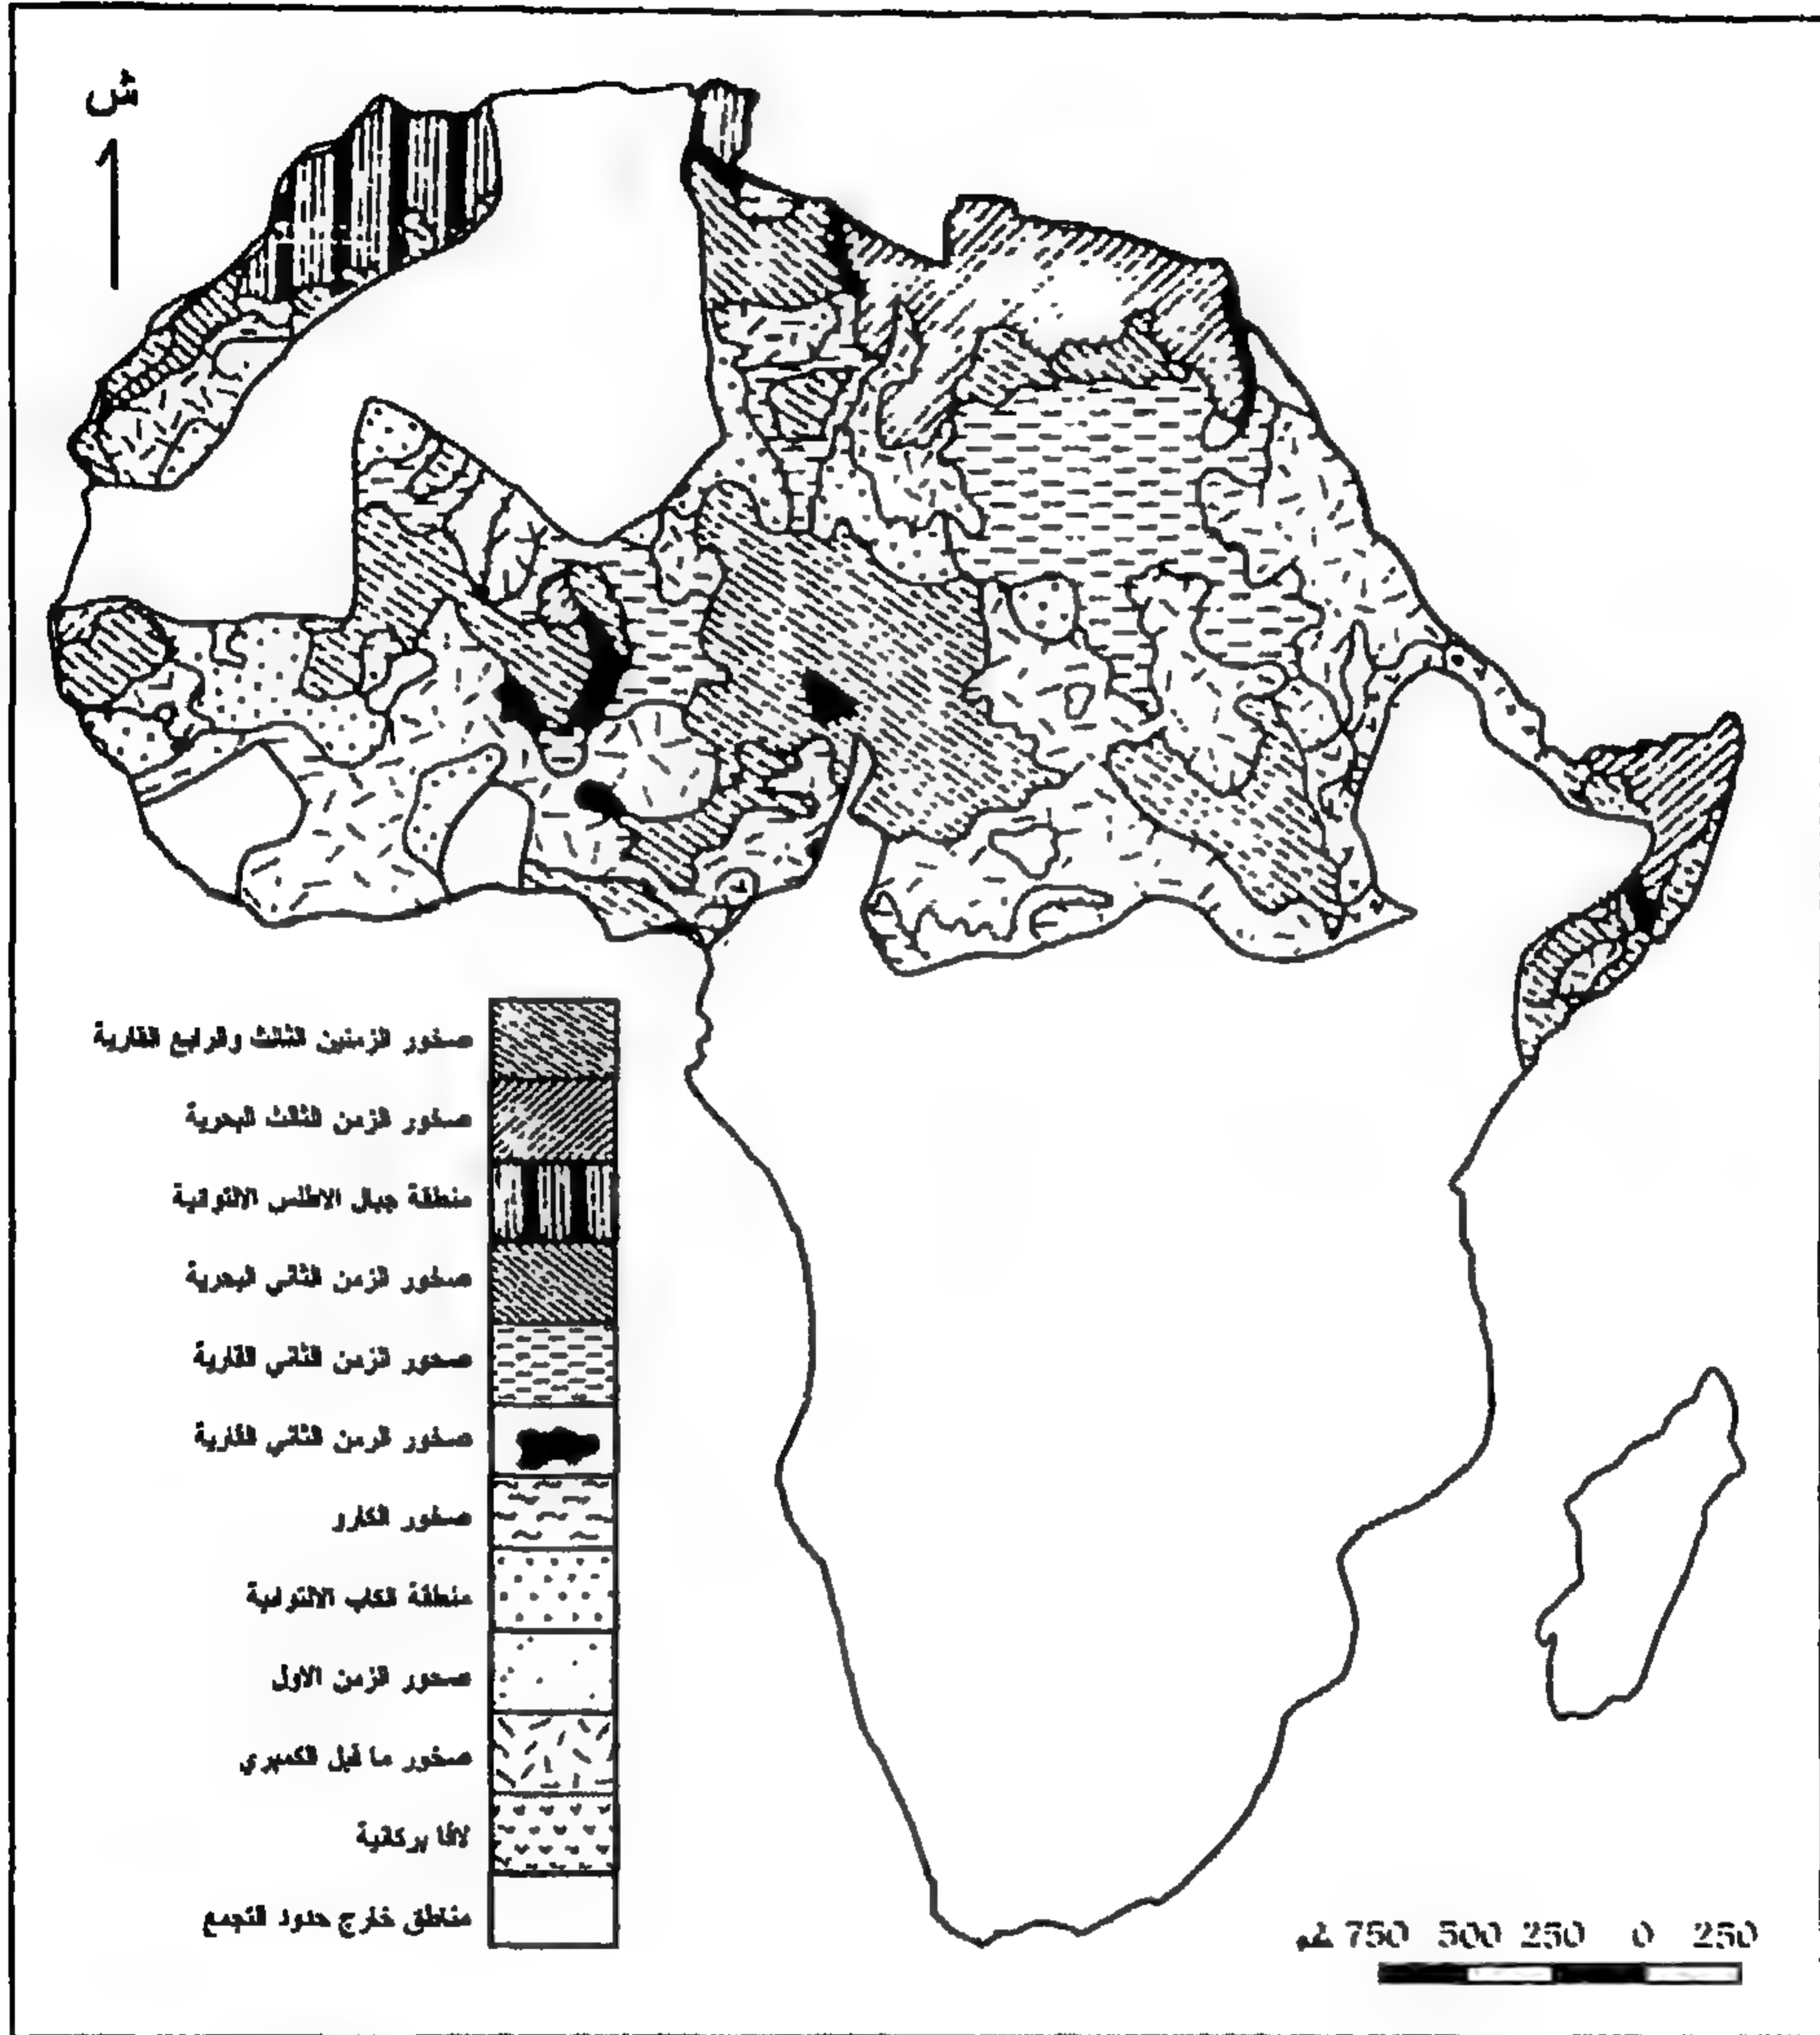 ش
صخور الزمنين الثالث والرابع القارية
صخور الزمن الثالث البحرية
منطقة جبال الاطلس الالتوائية
صخور الزمن الثاني البحرية
صخور الزمن الثاني القارية
صخور الزمن الثاني القارية
صخور الكارو
منطقة الكاب الالتوائية
صخور الزمن الاول
صخور ما قبل الكمبري
لافا بركانية
مناطق خارج حدود التجمع
250 0 250 500 750 كم